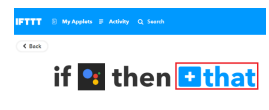 IFTTT My Applets Activity Search
Back
if then that